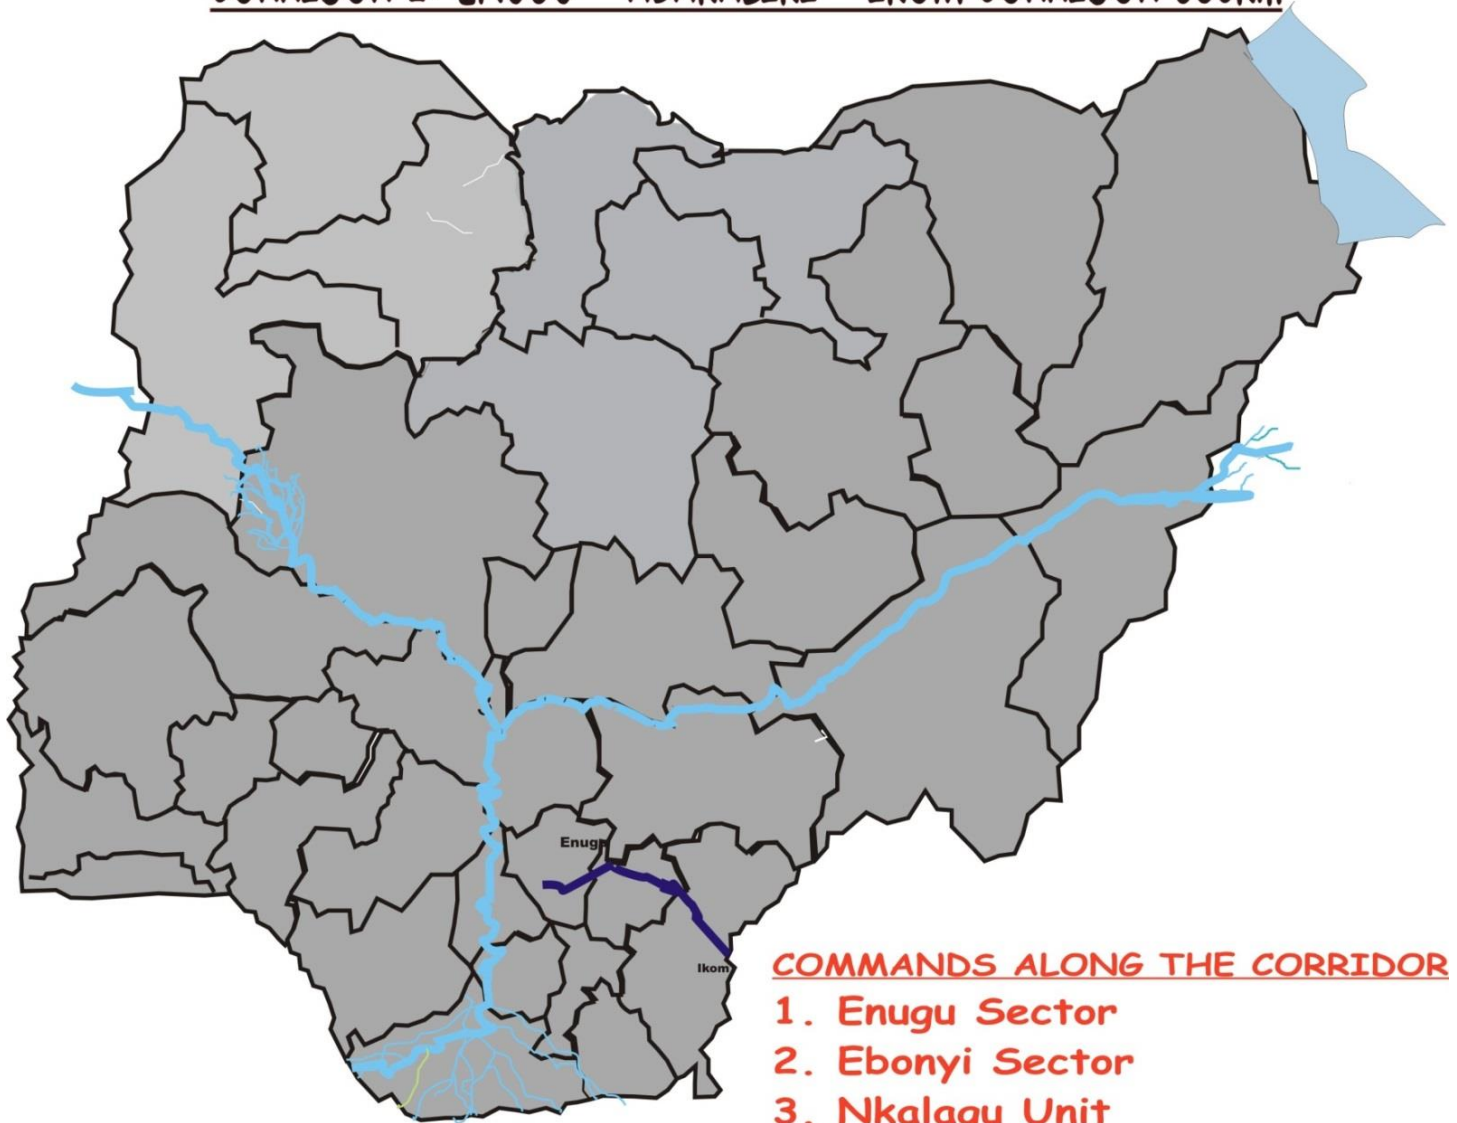 Enugu
Ikom
COMMANDS ALONG THE CORRIDOR
1. Enugu Sector
2. Ebonyi Sector
3. Nkalagu Unit